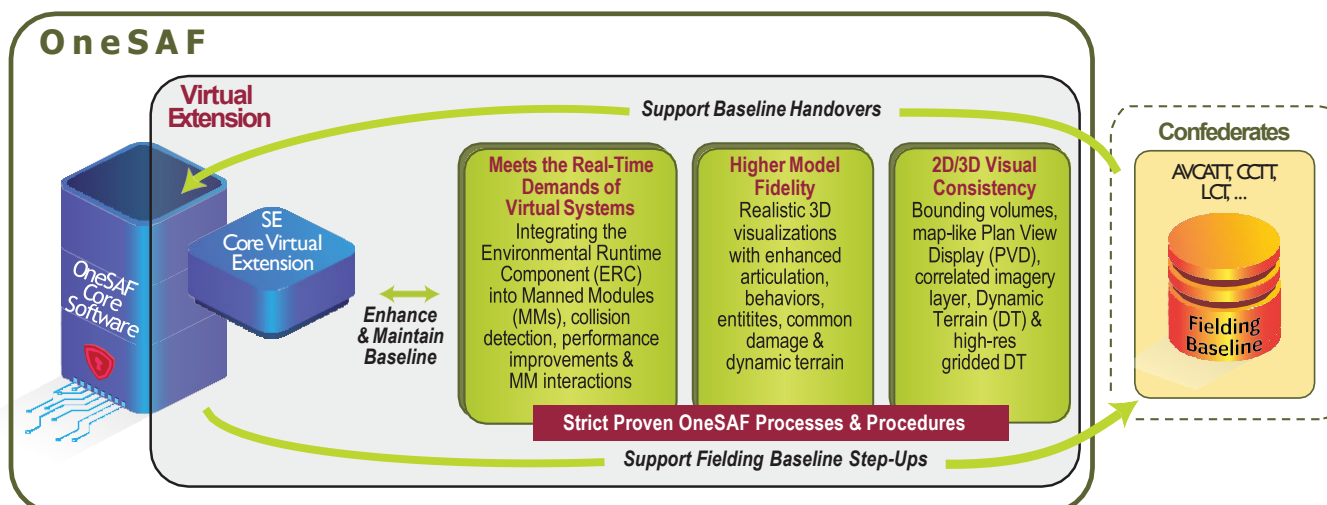 OneSAF
Virtual
Extension
Support Baseline Handovers
OneSAF
Core
Software
SE
Core Virtual
Extension
Enhance
& Maintain
Baseline
Meets the Real-Time
Demands of
Virtual Systems
Integrating the
Environmental Runtime
Component (ERC)
into Manned Modules
(MMs), collision
detection, performance
improvements &
MM interactions
Higher Model
Fidelity
Realistic 3D
visualizations
with enhanced
articulation,
behaviors,
entitites, common
damage &
dynamic terrain
2D/3D Visual
Consistency
Bounding volumes,
map-like Plan View
Display (PVD),
correlated imagery
layer, Dynamic
Terrain (DT) &
high-res
gridded DT
Strict Proven OneSAF Processes & Procedures
Support Fielding Baseline Step-Ups
Confederates
AVCATT, CCTT,
LCT, ...
Fielding
Baseline